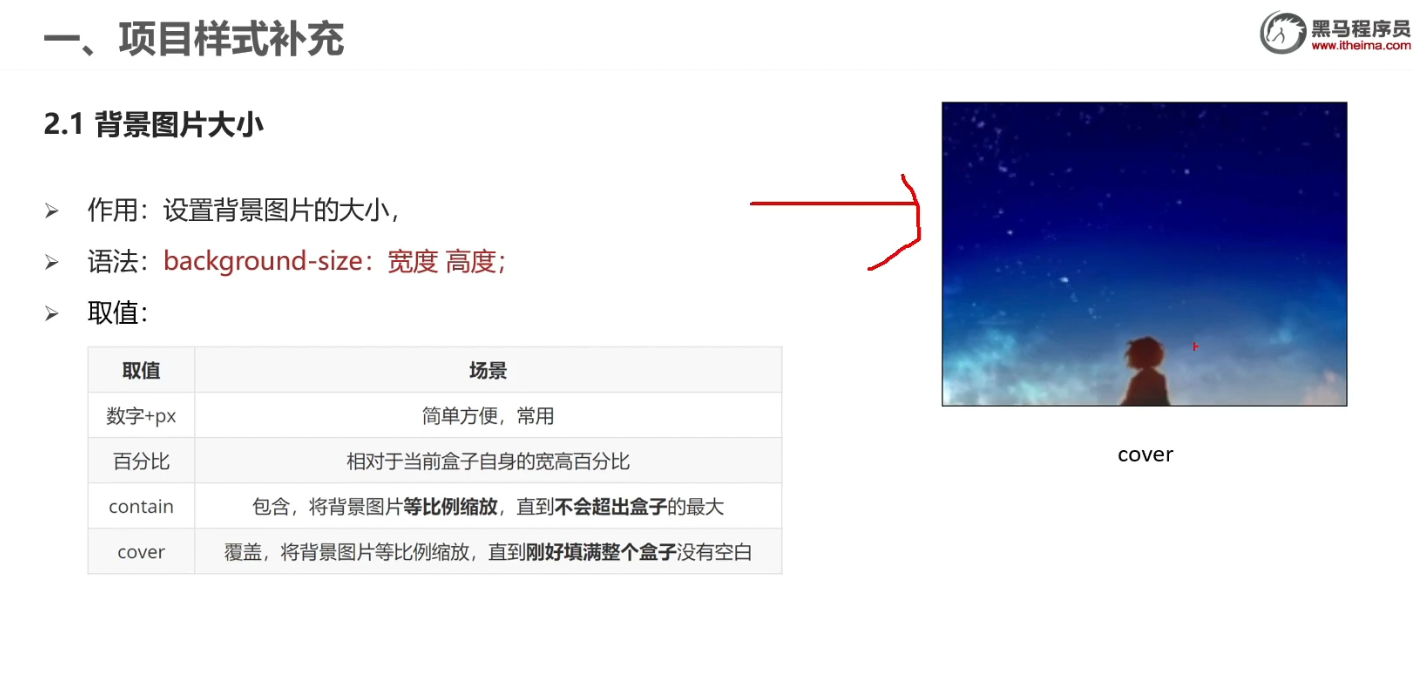 一、项目样式补充
黑马程序员
www.itheima.com
2.1 背景图片大小
作用：设置背景图片的大小，
语法：background-size：宽度 高度；
取值：
取值 场景
数字+px 简单方便，常用
百分比 相对于当前盒子自身的宽高百分比
contain 包含，将背景图片等比例缩放，直到不会超出盒子的最大
cover 覆盖，将背景图片等比例缩放，直到刚好填满整个盒子没有空白
cover